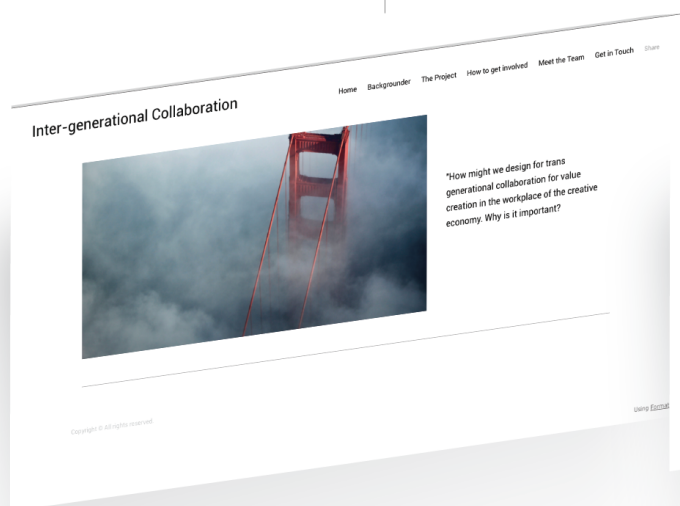 Inter-generational Collaboration
Home Backgrounder The Project How to get involved Meet the Team Get in Touch Share
"How might we design for trans
generational collaboration for value
creation in the workplace of the creative
economy. Why is it important?
Copyright © All rights reserved.
Using